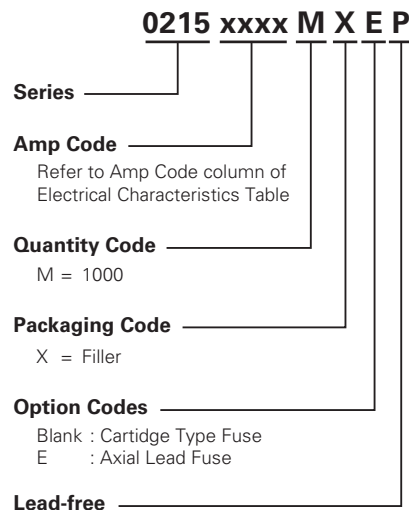 0215 xxxx M X E P
Series
Amp Code
Refer to Amp Code column of
Electrical Characteristics Table
Quantity Code
M = 1000
Packaging Code
X = Filler
Option Codes
Blank : Cartidge Type Fuse
E : Axial Lead Fuse
Lead-free